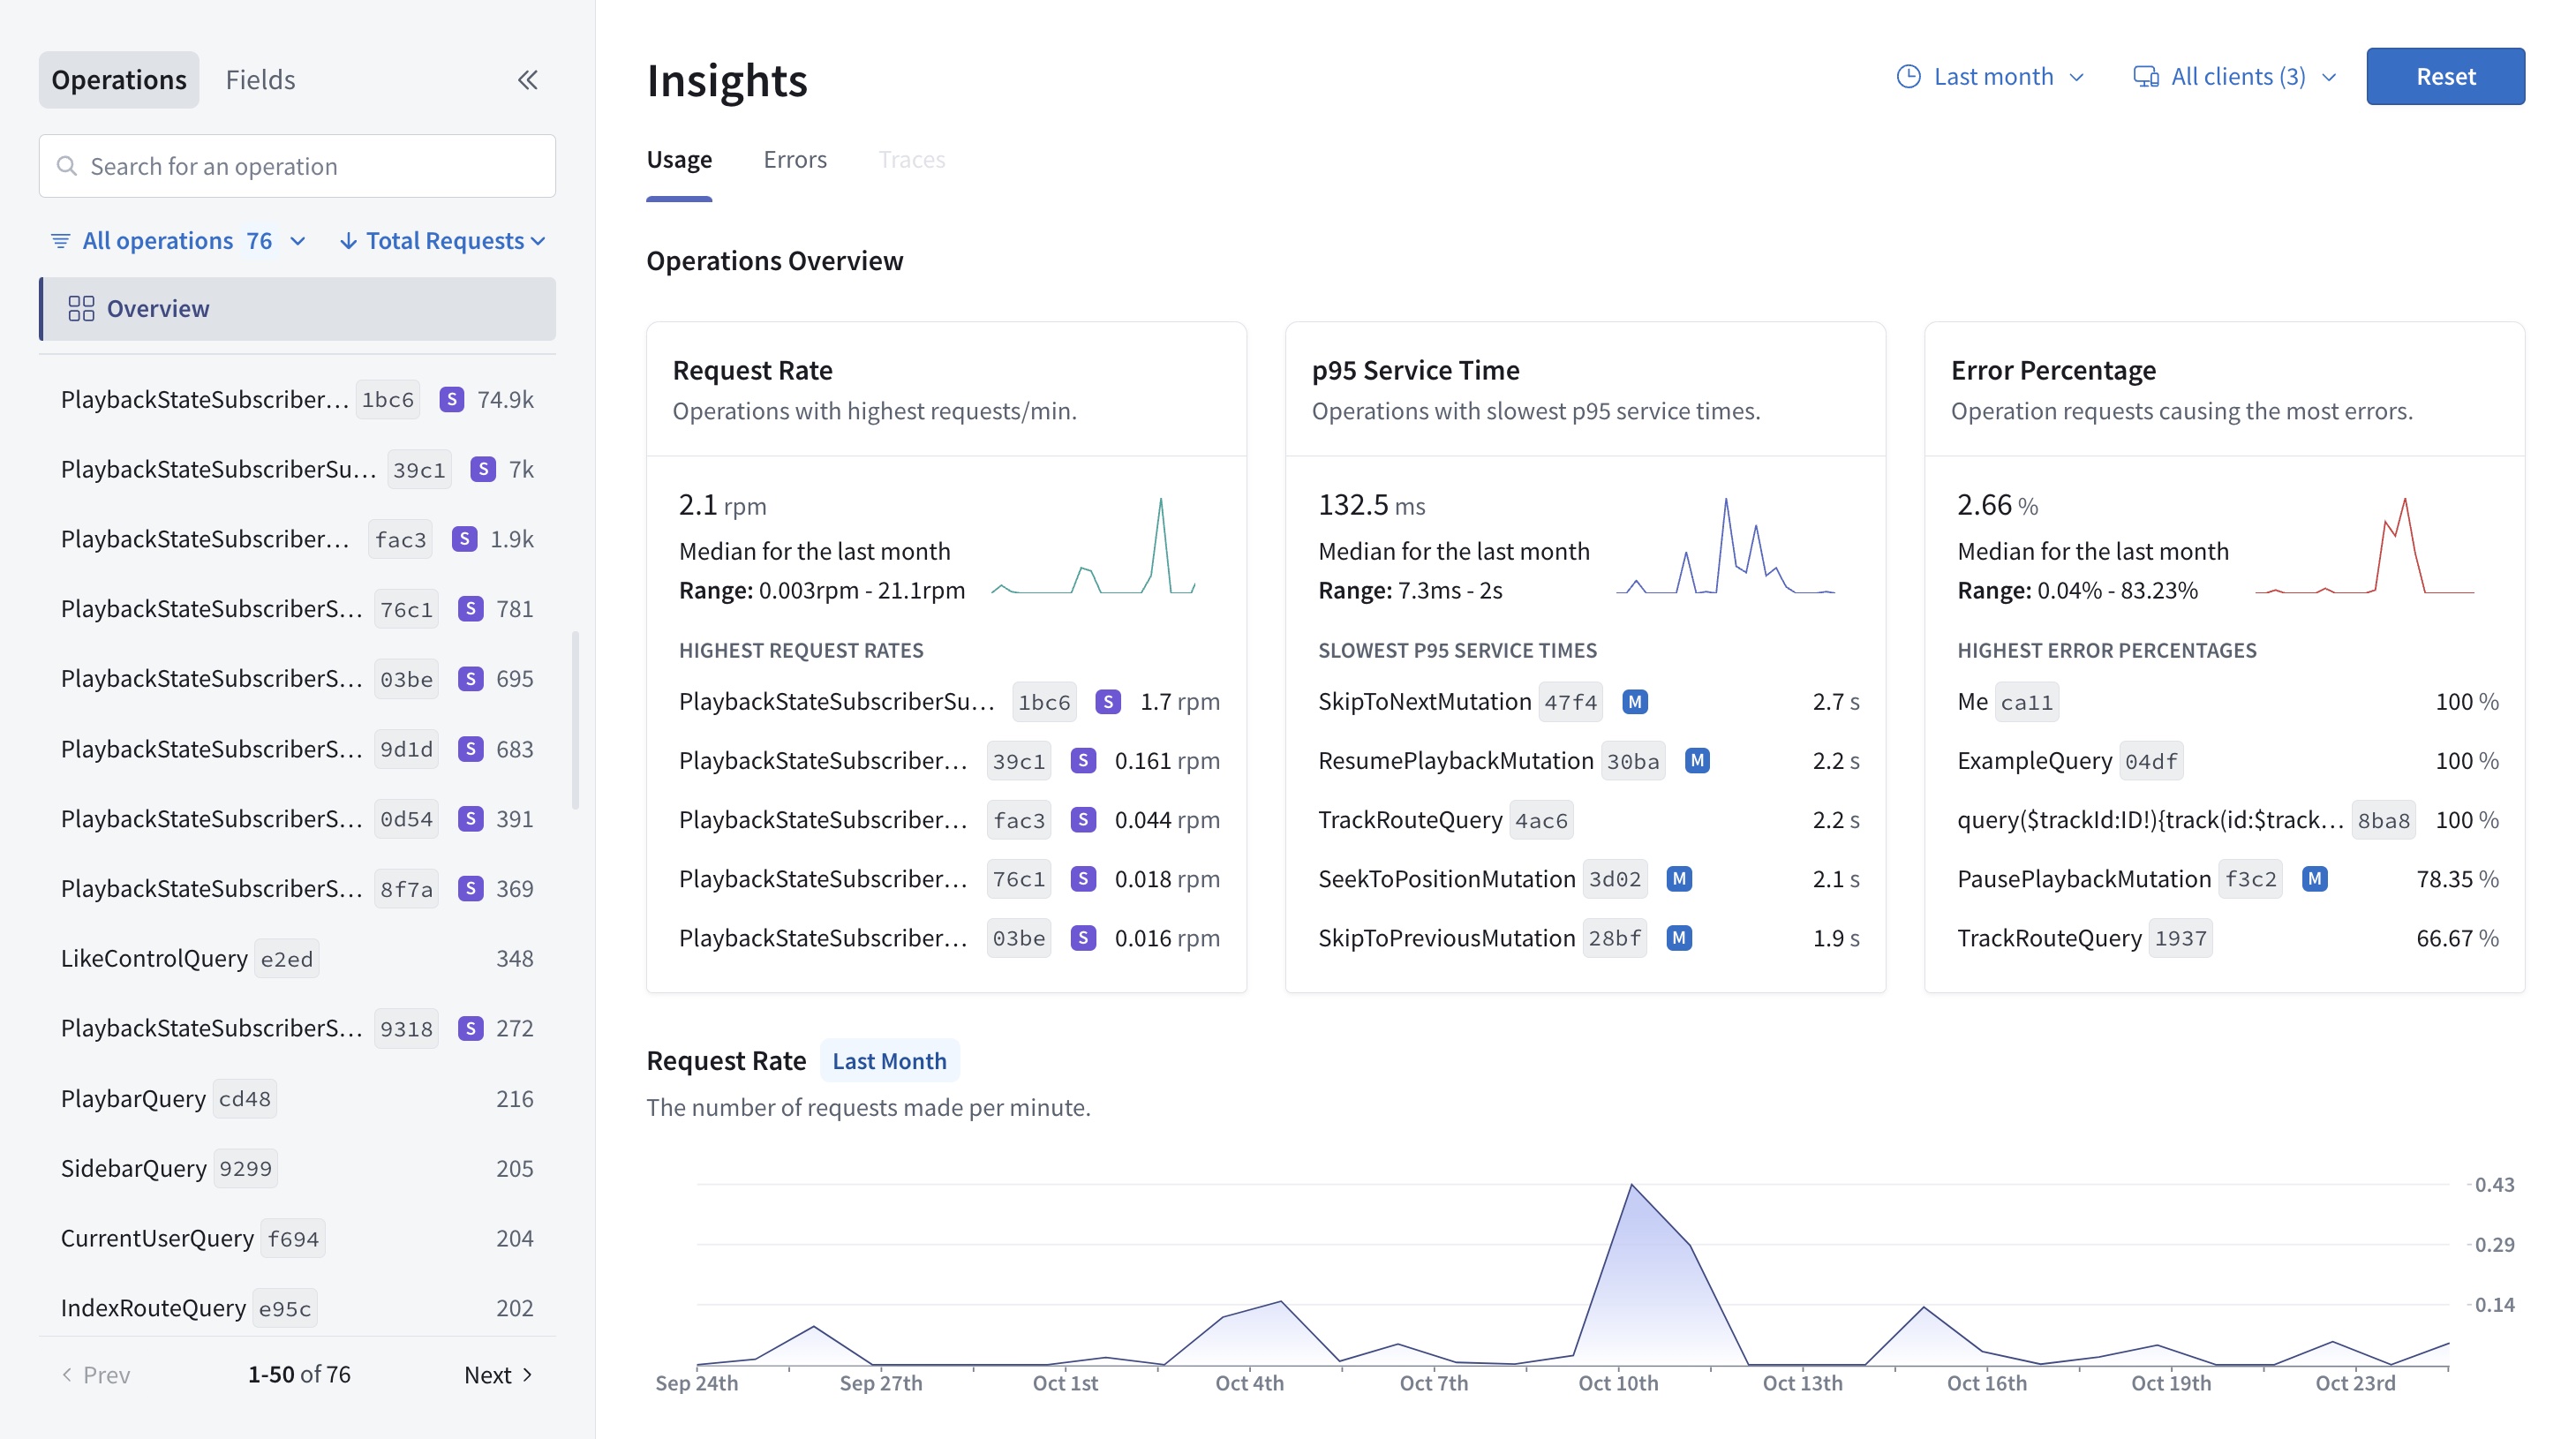 Operations Fields
Search for an operation
All operations 76 Total Requests
Overview
PlaybackStateSubscriber… 1bc6 S 74.9k
PlaybackStateSubscriberSu… 39c1 S 7k
PlaybackStateSubscriber… fac3 S 1.9k
PlaybackStateSubscriberS… 76c1 S 781
PlaybackStateSubscriberS… 03be S 695
PlaybackStateSubscriberS… 9d1d S 683
PlaybackStateSubscriberS… 0d54 S 391
PlaybackStateSubscriberS… 8f7a S 369
LikeControlQuery e2ed 348
PlaybackStateSubscriberS… 9318 S 272
PlaybarQuery cd48 216
SidebarQuery 9299 205
CurrentUserQuery f694 204
IndexRouteQuery e95c 202
Prev 1-50 of 76 Next
Insights
Last month All clients (3) Reset
Usage Errors Traces
Operations Overview
Request Rate
Operations with highest requests/min.
2.1 rpm
Median for the last month
Range: 0.003rpm - 21.1rpm
HIGHEST REQUEST RATES
PlaybackStateSubscriberSu… 1bc6 S 1.7 rpm
PlaybackStateSubscriber… 39c1 S 0.161 rpm
PlaybackStateSubscriber… fac3 S 0.044 rpm
PlaybackStateSubscriber… 76c1 S 0.018 rpm
PlaybackStateSubscriber… 03be S 0.016 rpm
p95 Service Time
Operations with slowest p95 service times.
132.5 ms
Median for the last month
Range: 7.3ms - 2s
SLOWEST P95 SERVICE TIMES
SkipToNextMutation 47f4 M 2.7 s
ResumePlaybackMutation 30ba M 2.2 s
TrackRouteQuery 4ac6 2.2 s
SeekToPositionMutation 3d02 M 2.1 s
SkipToPreviousMutation 28bf M 1.9 s
Error Percentage
Operation requests causing the most errors.
2.66 %
Median for the last month
Range: 0.04% - 83.23%
HIGHEST ERROR PERCENTAGES
Me ca11 100 %
ExampleQuery 04df 100 %
query($trackId:ID!){track(id:$track… 8ba8 100 %
PausePlaybackMutation f3c2 M 78.35 %
TrackRouteQuery 1937 66.67 %
Request Rate Last Month
The number of requests made per minute.
0.43
0.29
0.14
Sep 24th Sep 27th Oct 1st Oct 4th Oct 7th Oct 10th Oct 13th Oct 16th Oct 19th Oct 23rd